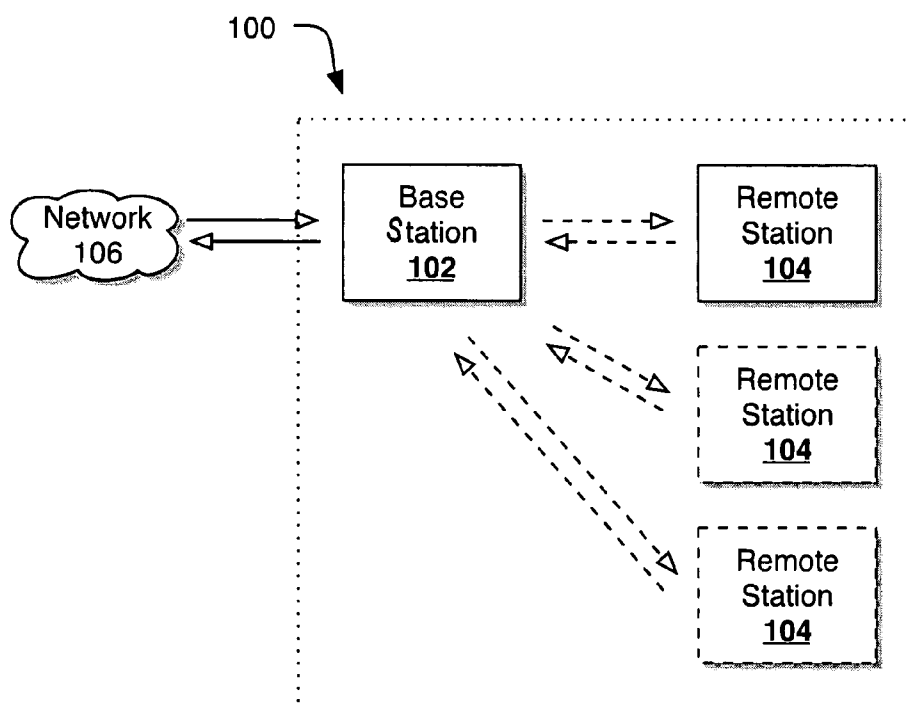 100
Network
106
Base
Station
102
Remote
Station
104
Remote
Station
104
Remote
Station
104